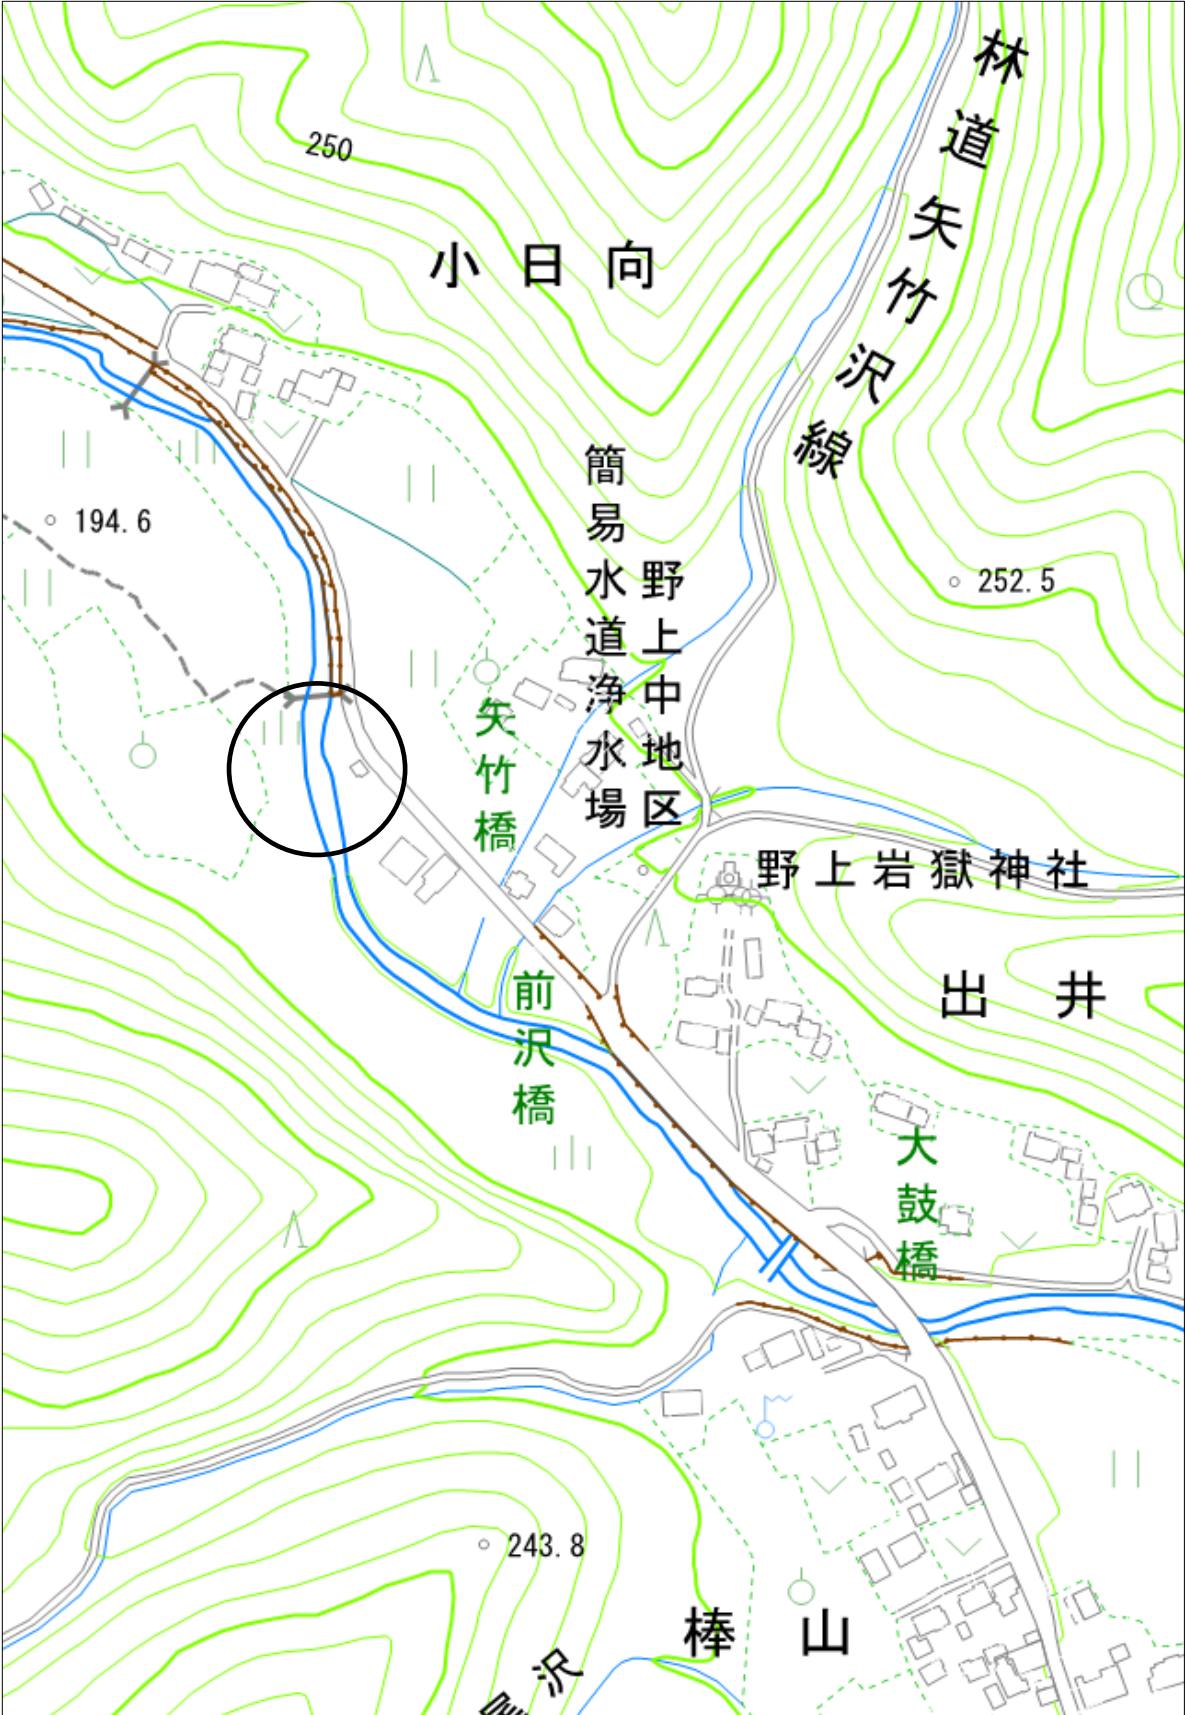 林道矢竹沢線
250
小日向
194.6
252.5
野上中地区
簡易水道浄水場
矢竹橋
野上岩嶽神社
前沢橋
出井
大鼓橋
243.8
棒山
尾沢